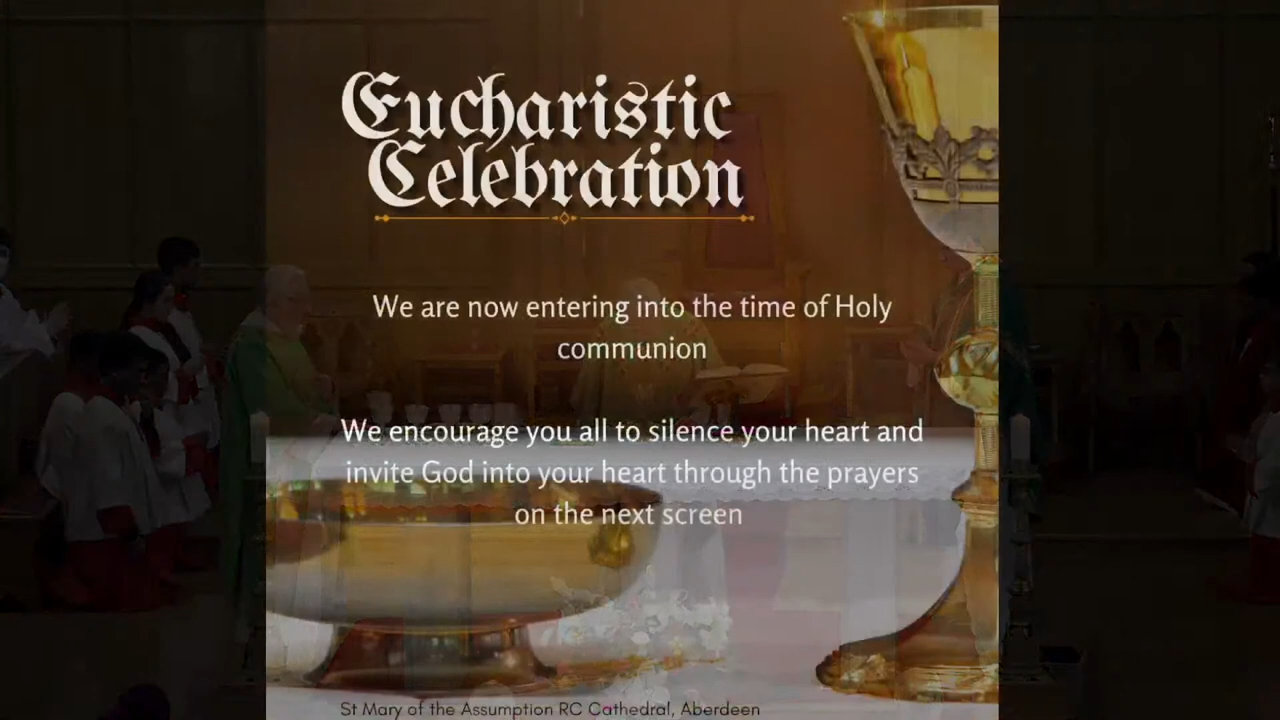 Eucharistic
Celebration
We are now entering into the time of Holy
communion
We encourage you all to silence your heart and
invite God into your heart through the prayers
on the next screen
St Mary of the Assumption RC Cathedral, Aberdeen